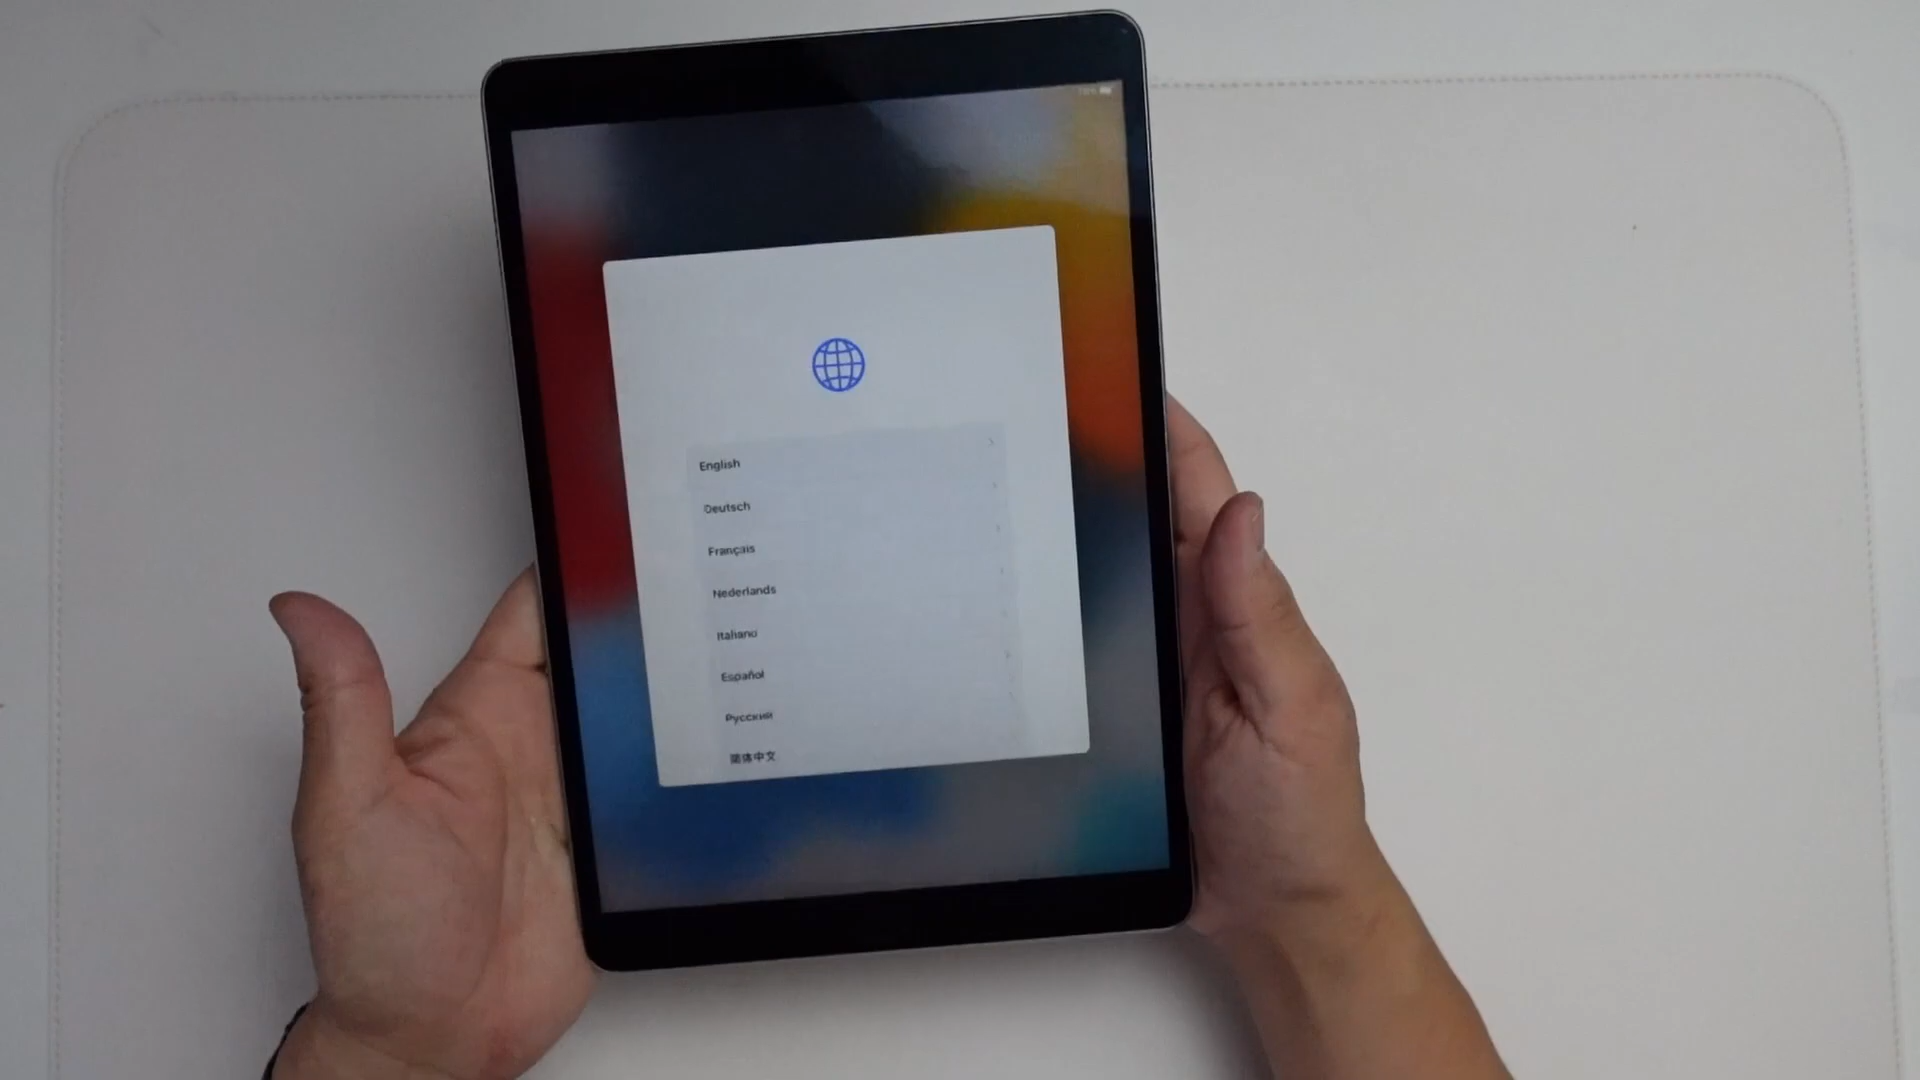 English
Deutsch
Français
Nederlands
Italiano
Español
Русский
简体中文